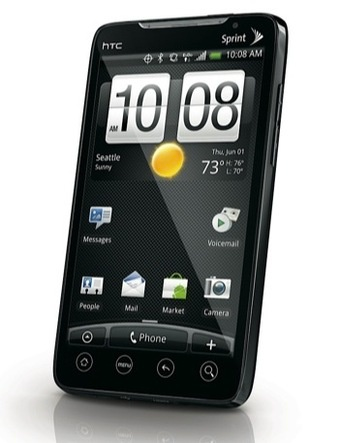 hTC
Sprint
10:08 AM
AM 10 08
Seattle
Sunny
Thu, Jun 01
73° H: 76°
L: 70°
Messages
Voicemail
People
Mail
Market
Camera
Phone
menu